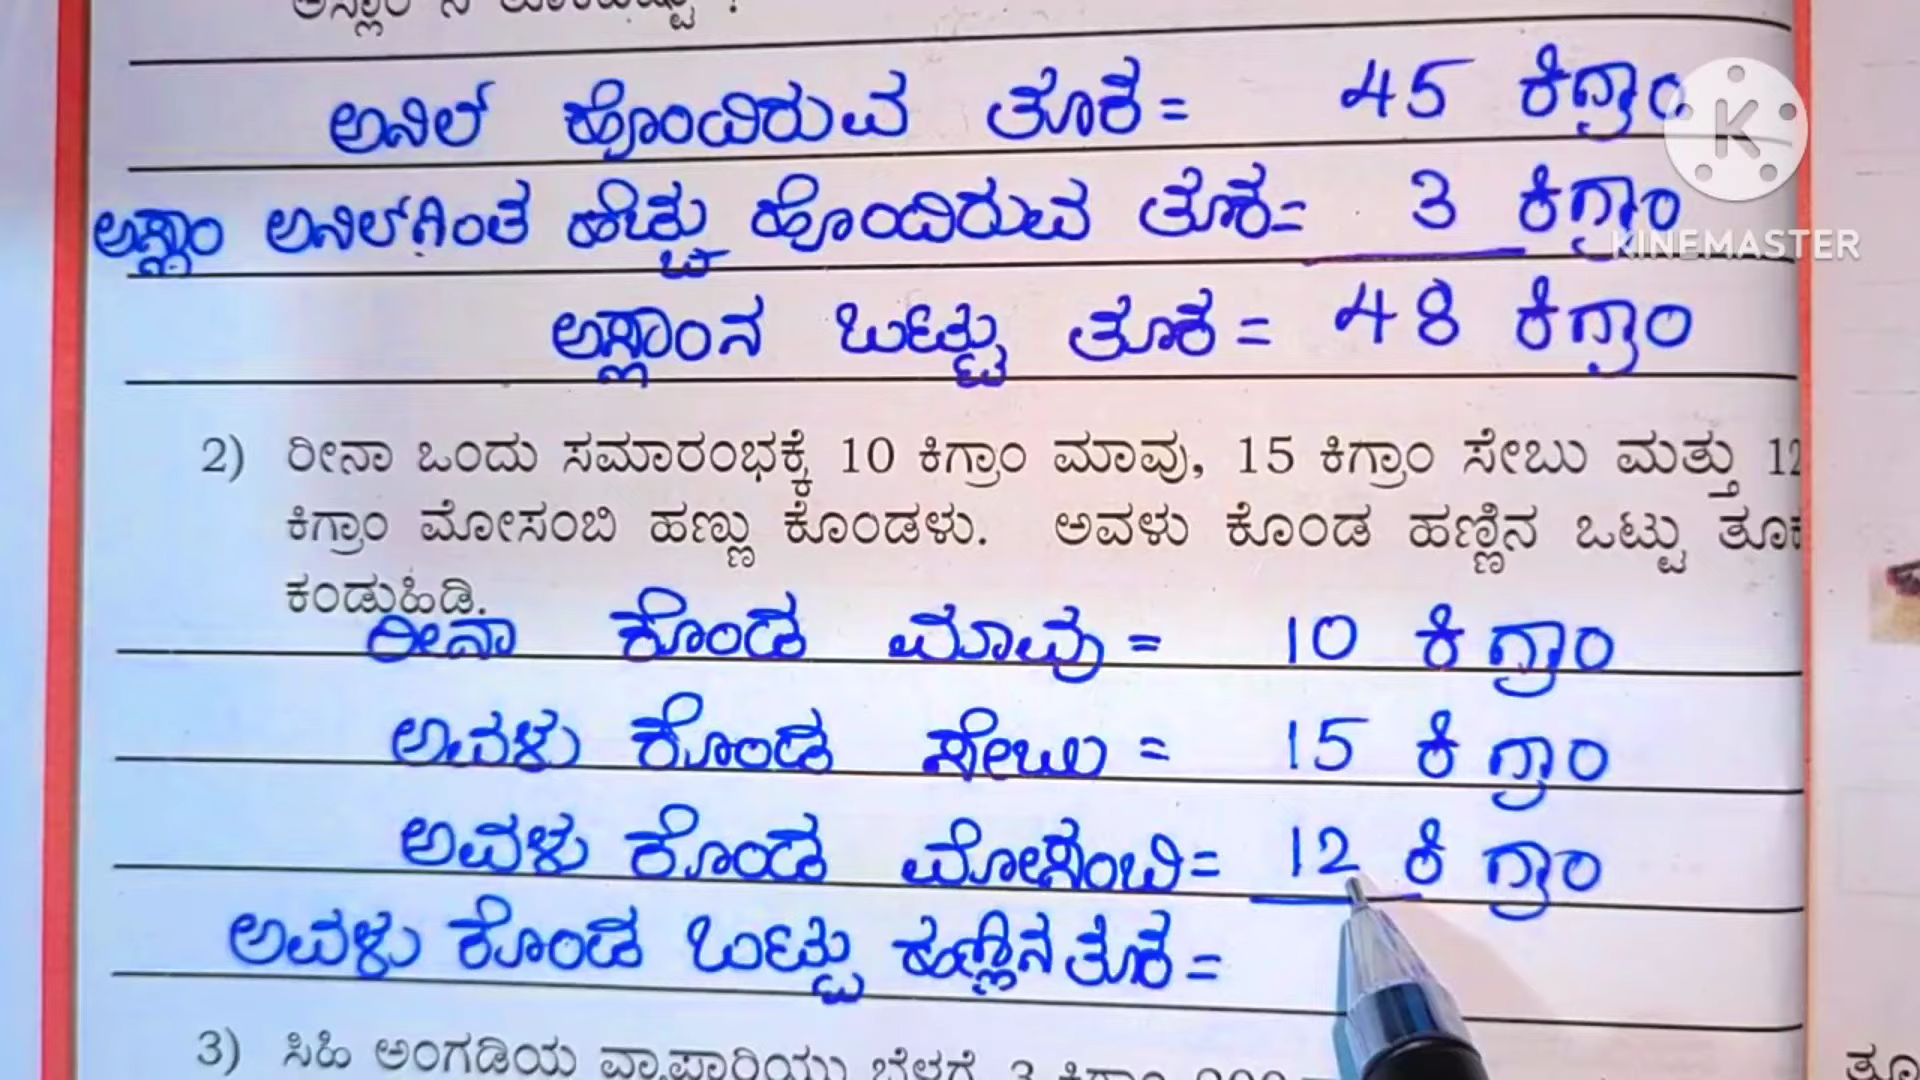 ಅನಿಲ್ ಹೊಂದಿರುವ ತೂಕ = 45 ಕಿಗ್ರಾಂ
ಅಸ್ಲಾಂ ಅನಿಲ್‌ಗಿಂತ ಹೆಚ್ಚು ಹೊಂದಿರುವ ತೂಕ = 3 ಕಿಗ್ರಾಂ
ಅಸ್ಲಾಂನ ಒಟ್ಟು ತೂಕ = 48 ಕಿಗ್ರಾಂ
2) ರೀನಾ ಒಂದು ಸಮಾರಂಭಕ್ಕೆ 10 ಕಿಗ್ರಾಂ ಮಾವು, 15 ಕಿಗ್ರಾಂ ಸೇಬು ಮತ್ತು 12
ಕಿಗ್ರಾಂ ಮೋಸಂಬಿ ಹಣ್ಣು ಕೊಂಡಳು. ಅವಳು ಕೊಂಡ ಹಣ್ಣಿನ ಒಟ್ಟು ತೂಕ
ಕಂಡುಹಿಡಿ.
ರೀನಾ ಕೊಂಡ ಮಾವು = 10 ಕಿ ಗ್ರಾಂ
ಅವಳು ಕೊಂಡ ಸೇಬು = 15 ಕಿ ಗ್ರಾಂ
ಅವಳು ಕೊಂಡ ಮೋಸಂಬಿ = 12 ಕಿ ಗ್ರಾಂ
ಅವಳು ಕೊಂಡ ಒಟ್ಟು ಹಣ್ಣಿನ ತೂಕ =
3) ಸಿಹಿ ಅಂಗಡಿಯ ವ್ಯಾಪಾರಿಯು ಬೆಳಗ್ಗೆ 3 ಕಿಗ್ರಾಂ
K
KINEMASTER